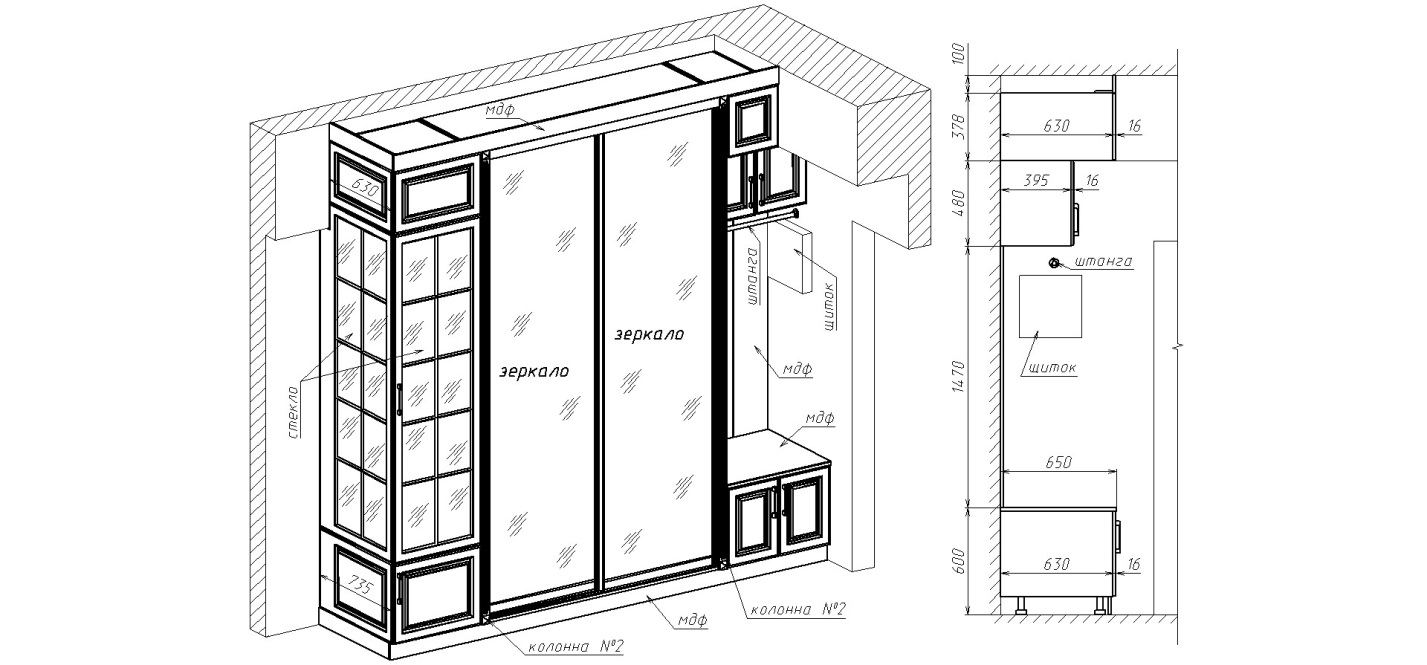 мдф
630
стекло
зеркало
зеркало
штанга
щиток
мдф
мдф
735
колонна №2
мдф
колонна №2
100
378
630
16
480
395
16
штанга
щиток
1470
650
600
630
16